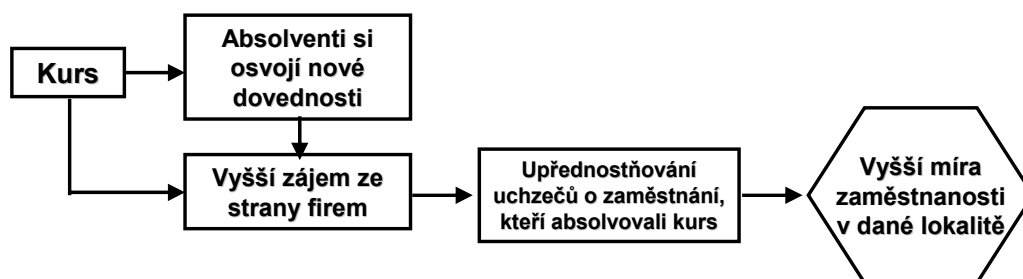 Kurs
Absolventi si
osvojí nové
dovednosti
Vyšší zájem ze
strany firem
Upřednostňování
uchzečů o zaměstnání,
kteří absolvovali kurs
Vyšší míra
zaměstnanosti
v dané lokalitě